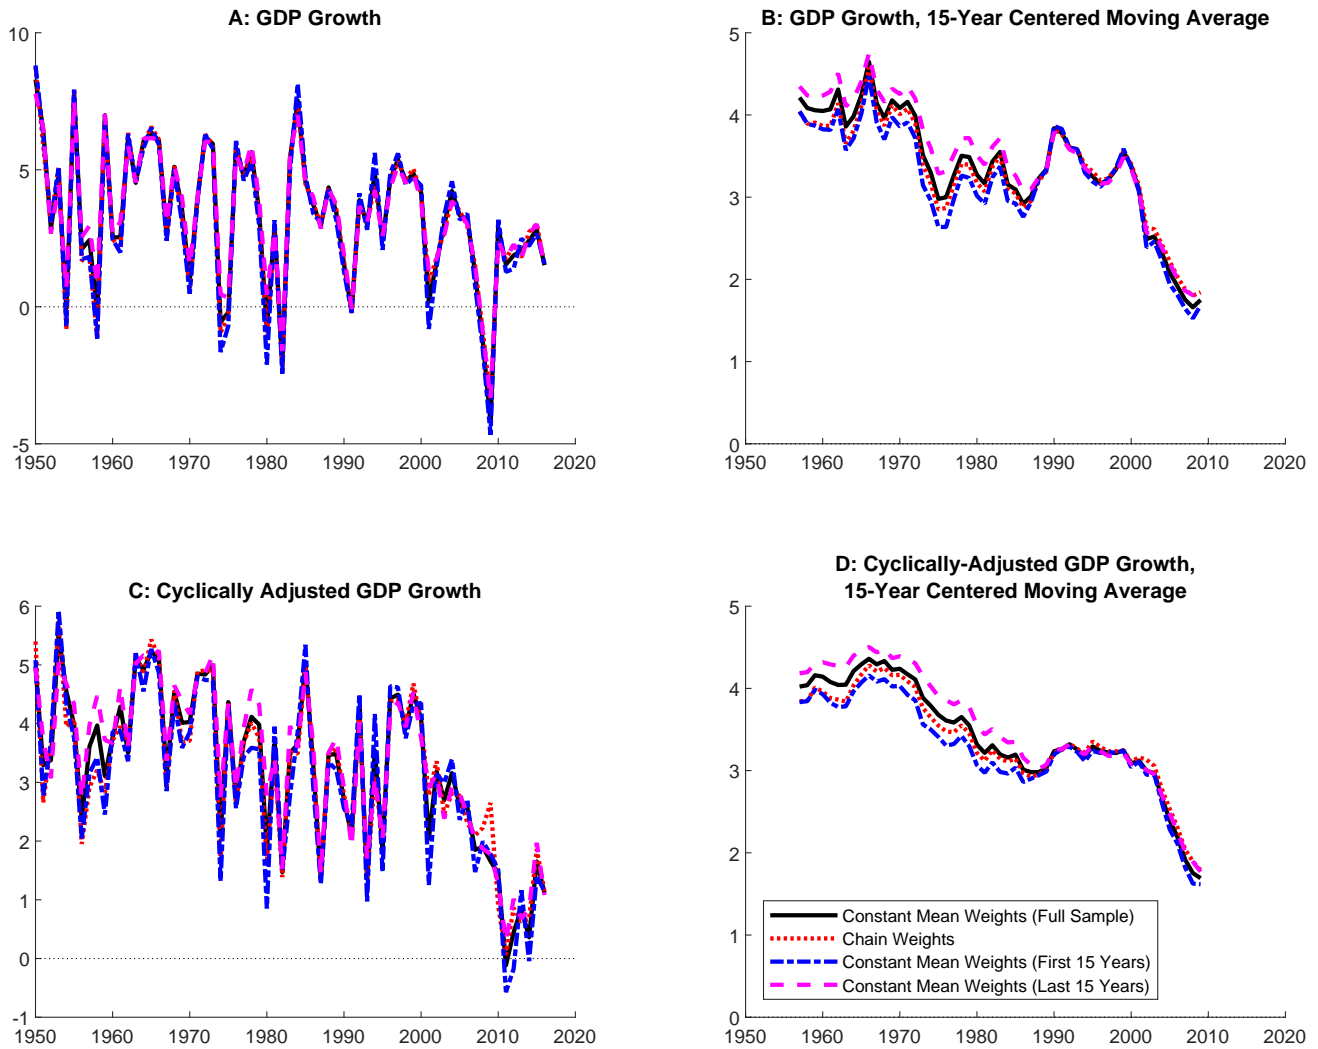 A: GDP Growth
10
5
0
-5
1950 1960 1970 1980 1990 2000 2010 2020
B: GDP Growth, 15-Year Centered Moving Average
5
4
3
2
1
0
1950 1960 1970 1980 1990 2000 2010 2020
C: Cyclically Adjusted GDP Growth
6
5
4
3
2
1
0
-1
1950 1960 1970 1980 1990 2000 2010 2020
D: Cyclically-Adjusted GDP Growth,
15-Year Centered Moving Average
5
4
3
2
1
0
Constant Mean Weights (Full Sample)
Chain Weights
Constant Mean Weights (First 15 Years)
Constant Mean Weights (Last 15 Years)
1950 1960 1970 1980 1990 2000 2010 2020